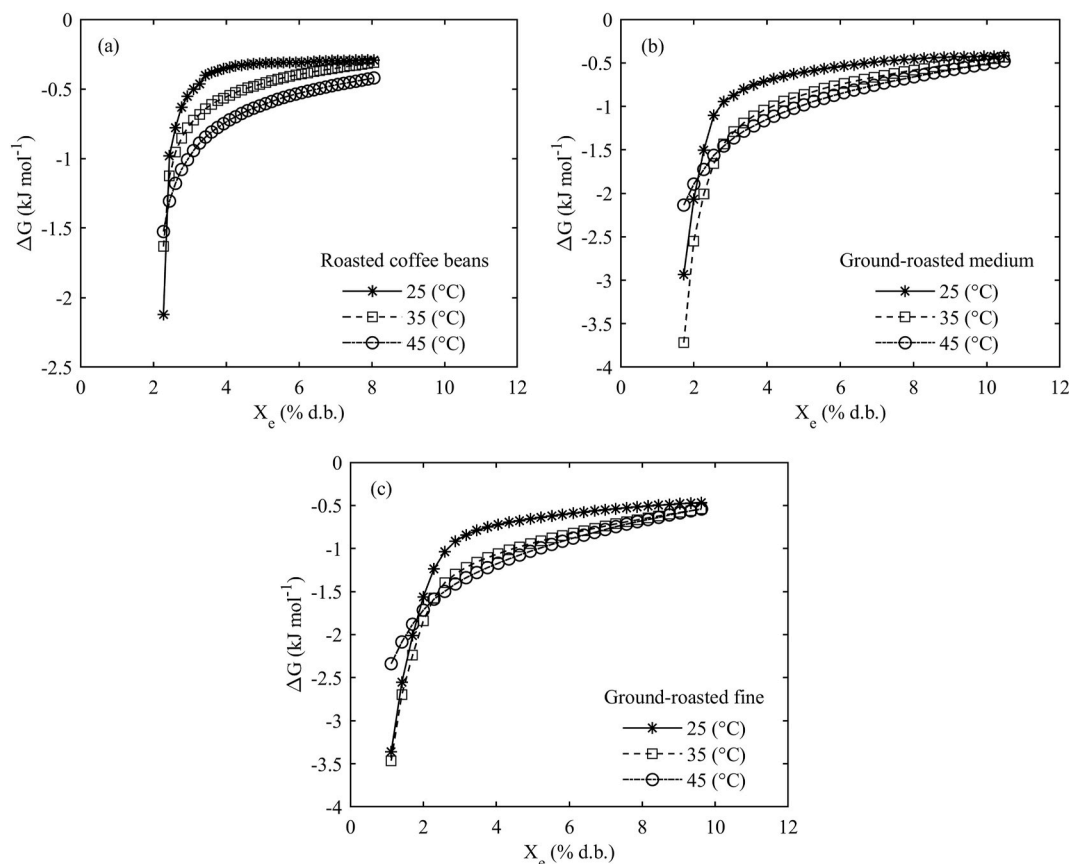 (a)
0
-0.5
-1
-1.5
-2
-2.5
ΔG (kJ mol⁻¹)
Roasted coffee beans
25 (°C)
35 (°C)
45 (°C)
0 2 4 6 8 10 12
Xₑ (% d.b.)
(b)
0
-0.5
-1
-1.5
-2
-2.5
-3
-3.5
-4
ΔG (kJ mol⁻¹)
Ground-roasted medium
25 (°C)
35 (°C)
45 (°C)
0 2 4 6 8 10 12
Xₑ (% d.b.)
(c)
0
-0.5
-1
-1.5
-2
-2.5
-3
-3.5
-4
ΔG (kJ mol⁻¹)
Ground-roasted fine
25 (°C)
35 (°C)
45 (°C)
0 2 4 6 8 10 12
Xₑ (% d.b.)